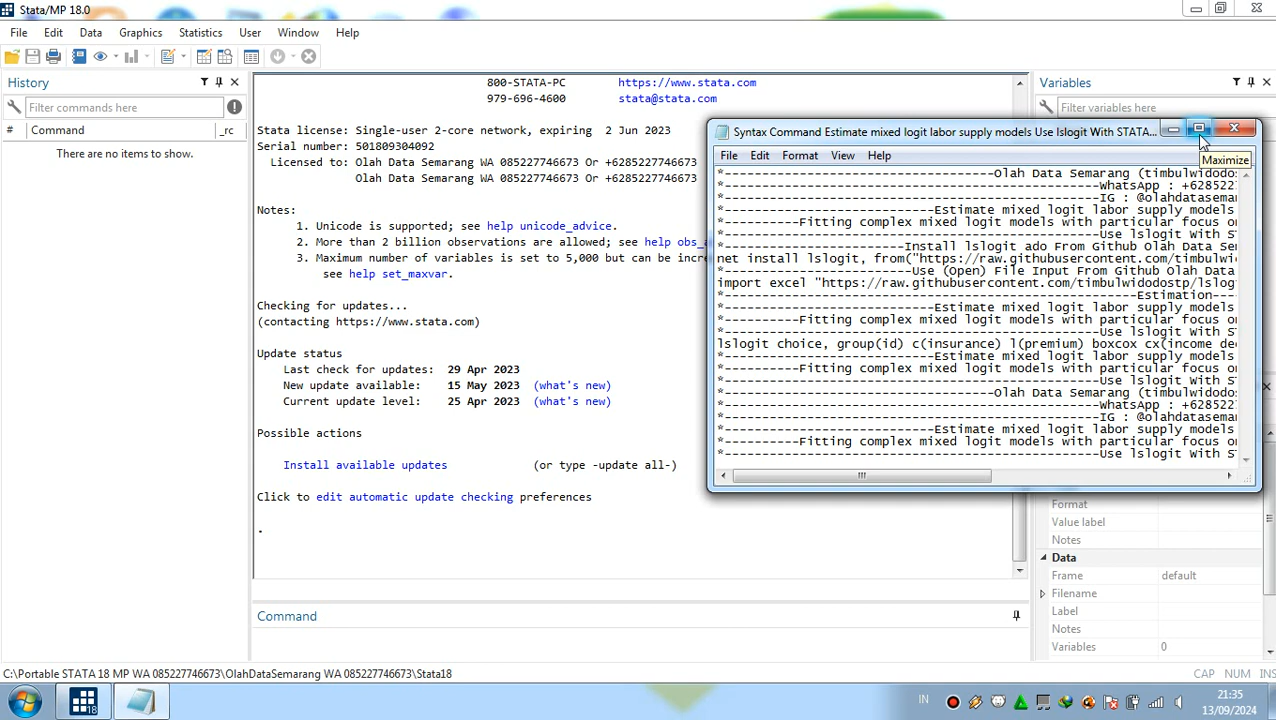 Stata/MP 18.0
File Edit Data Graphics Statistics User Window Help
History
Filter commands here
# Command _rc
There are no items to show.
800-STATA-PC https://www.stata.com
979-696-4600 stata@stata.com
Stata license: Single-user 2-core network, expiring 2 Jun 2023
Serial number: 501809304092
Licensed to: Olah Data Semarang WA 085227746673 Or +6285227746673
Olah Data Semarang WA 085227746673 Or +6285227746673
Notes:
1. Unicode is supported; see help unicode_advice.
2. More than 2 billion observations are allowed; see help obs_a
3. Maximum number of variables is set to 5,000 but can be incre
see help set_maxvar.
Checking for updates...
(contacting https://www.stata.com)
Update status
Last check for updates: 29 Apr 2023
New update available: 15 May 2023 (what's new)
Current update level: 25 Apr 2023 (what's new)
Possible actions
Install available updates (or type -update all-)
Click to edit automatic update checking preferences
.
Command
Variables
Filter variables here
Syntax Command Estimate mixed logit labor supply models Use lslogit With STATA...
Maximize
File Edit Format View Help
*----------------------------------Olah Data Semarang (timbulwidodos
*-----------------------------------------------WhatsApp : +628522
*-----------------------------------------------IG : @olahdatasema
*--------------------------Estimate mixed logit labor supply models
*----------Fitting complex mixed logit models with particular focus o
*-----------------------------------------------Use lslogit with S
*-----------------------Install lslogit ado From Github Olah Data Se
net install lslogit, from("https://raw.githubusercontent.com/timbulwi
*------------------------Use (Open) File Input From Github Olah Data
import excel "https://raw.githubusercontent.com/timbulwidodostp/lslog
*----------------------------------------------------Estimation---
*--------------------------Estimate mixed logit labor supply models
*----------Fitting complex mixed logit models with particular focus o
*-----------------------------------------------Use lslogit With S
lslogit choice, group(id) c(insurance) l(premium) boxcox cx(income de
*--------------------------Estimate mixed logit labor supply models
*----------Fitting complex mixed logit models with particular focus o
*-----------------------------------------------Use lslogit with S
*----------------------------------Olah Data Semarang (timbulwidodos
*-----------------------------------------------WhatsApp : +628522
*-----------------------------------------------IG : @olahdatasema
*--------------------------Estimate mixed logit labor supply models
*----------Fitting complex mixed logit models with particular focus o
*-----------------------------------------------Use lslogit With S
Format
Value label
Notes
Data
Frame default
Filename
Label
Notes
Variables 0
C:\Portable STATA 18 MP WA 085227746673\OlahDataSemarang WA 085227746673\Stata18
CAP NUM INS
18
IN
21:35
13/09/2024